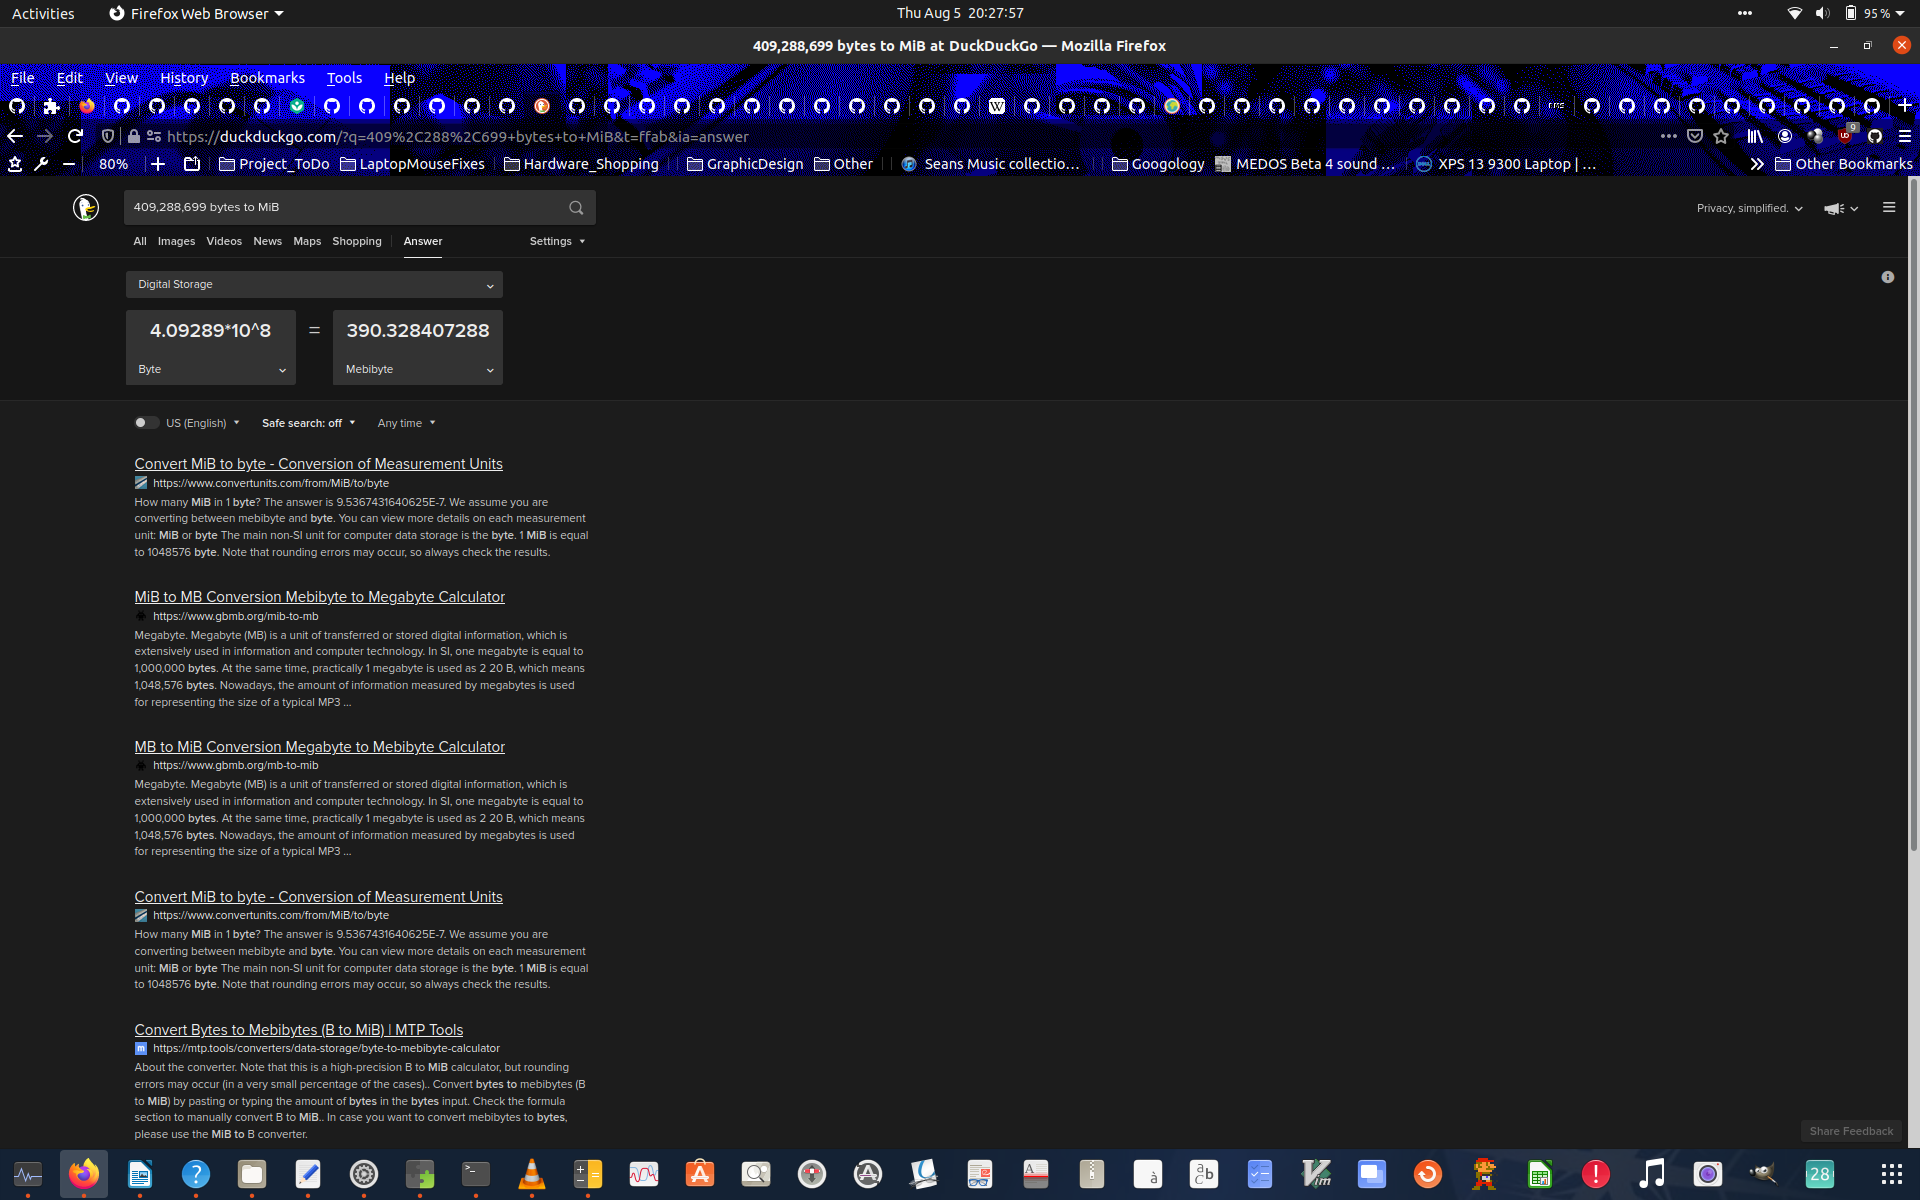 Activities
Firefox Web Browser
Thu Aug 5 20:27:57
95 %
409,288,699 bytes to MiB at DuckDuckGo — Mozilla Firefox
File Edit View History Bookmarks Tools Help
https://duckduckgo.com/?q=409%2C288%2C699+bytes+to+MiB&t=ffab&ia=answer
9
80%
Project_ToDo
LaptopMouseFixes
Hardware_Shopping
GraphicDesign
Other
Seans Music collectio…
Googology
MEDOS Beta 4 sound …
XPS 13 9300 Laptop | …
Other Bookmarks
409,288,699 bytes to MiB
Privacy, simplified.
All Images Videos News Maps Shopping Answer Settings
Digital Storage
4.09289*10^8 = 390.328407288
Byte Mebibyte
US (English) Safe search: off Any time
Convert MiB to byte - Conversion of Measurement Units
https://www.convertunits.com/from/MiB/to/byte
How many MiB in 1 byte? The answer is 9.5367431640625E-7. We assume you are
converting between mebibyte and byte. You can view more details on each measurement
unit: MiB or byte The main non-SI unit for computer data storage is the byte. 1 MiB is equal
to 1048576 byte. Note that rounding errors may occur, so always check the results.
MiB to MB Conversion Mebibyte to Megabyte Calculator
https://www.gbmb.org/mib-to-mb
Megabyte. Megabyte (MB) is a unit of transferred or stored digital information, which is
extensively used in information and computer technology. In SI, one megabyte is equal to
1,000,000 bytes. At the same time, practically 1 megabyte is used as 2 20 B, which means
1,048,576 bytes. Nowadays, the amount of information measured by megabytes is used
for representing the size of a typical MP3 ...
MB to MiB Conversion Megabyte to Mebibyte Calculator
https://www.gbmb.org/mb-to-mib
Megabyte. Megabyte (MB) is a unit of transferred or stored digital information, which is
extensively used in information and computer technology. In SI, one megabyte is equal to
1,000,000 bytes. At the same time, practically 1 megabyte is used as 2 20 B, which means
1,048,576 bytes. Nowadays, the amount of information measured by megabytes is used
for representing the size of a typical MP3 ...
Convert MiB to byte - Conversion of Measurement Units
https://www.convertunits.com/from/MiB/to/byte
How many MiB in 1 byte? The answer is 9.5367431640625E-7. We assume you are
converting between mebibyte and byte. You can view more details on each measurement
unit: MiB or byte The main non-SI unit for computer data storage is the byte. 1 MiB is equal
to 1048576 byte. Note that rounding errors may occur, so always check the results.
Convert Bytes to Mebibytes (B to MiB) | MTP Tools
https://mtp.tools/converters/data-storage/byte-to-mebibyte-calculator
About the converter. Note that this is a high-precision B to MiB calculator, but rounding
errors may occur (in a very small percentage of the cases).. Convert bytes to mebibytes (B
to MiB) by pasting or typing the amount of bytes in the bytes input. Check the formula
section to manually convert B to MiB.. In case you want to convert mebibytes to bytes,
please use the MiB to B converter.
Share Feedback
28